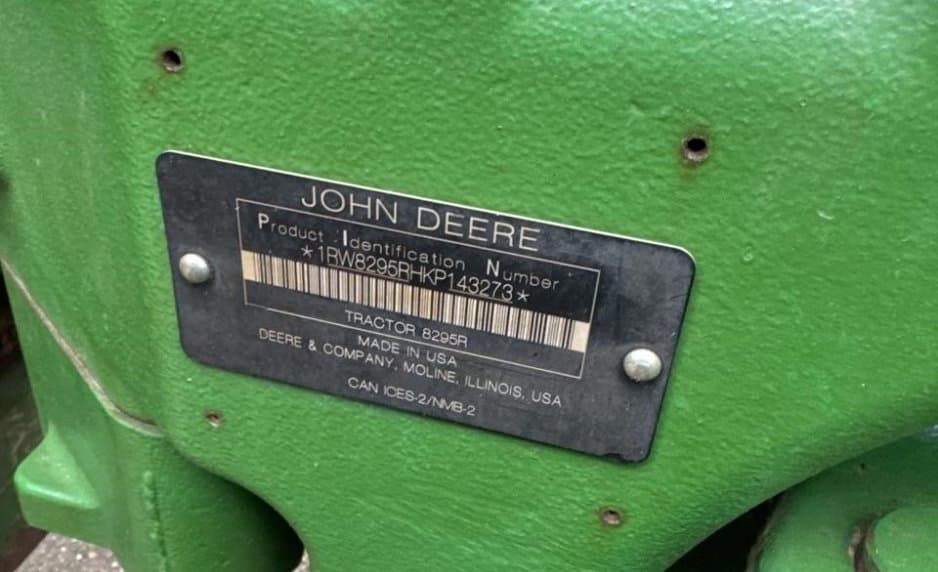 JOHN DEERE
Product Identification Number
*1RW8295RHKP143273*
TRACTOR 8295R
MADE IN USA
DEERE & COMPANY, MOLINE, ILLINOIS, USA
CAN ICES-2/NMB-2